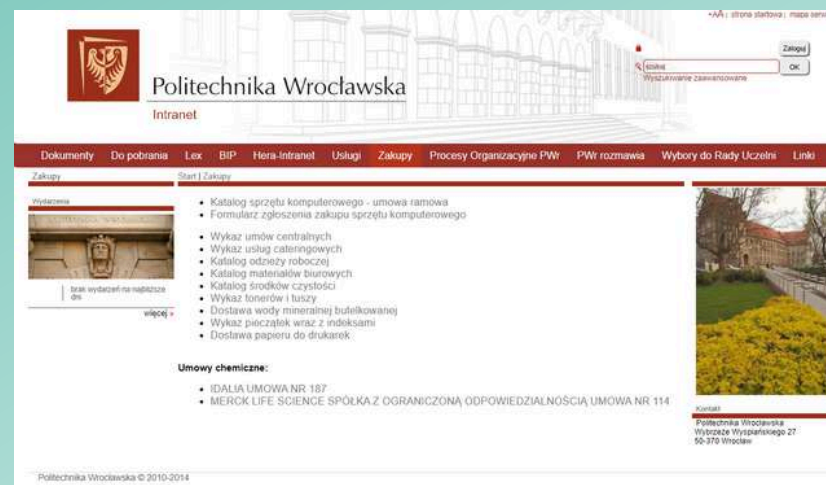 +AA | strona startowa | mapa serwi
Zaloguj
szukaj
OK
Wyszukiwanie zaawansowane
Politechnika Wrocławska
Intranet
Dokumenty Do pobrania Lex BIP Hera-Intranet Usługi Zakupy Procesy Organizacyjne PWr PWr rozmawia Wybory do Rady Uczelni Linki
Zakupy
Start | Zakupy
Wydarzenia
brak wydarzeń na najbliższe
dni
więcej »
• Katalog sprzętu komputerowego - umowa ramowa
• Formularz zgłoszenia zakupu sprzętu komputerowego
• Wykaz umów centralnych
• Wykaz usług cateringowych
• Katalog odzieży roboczej
• Katalog materiałów biurowych
• Katalog środków czystości
• Wykaz tonerów i tuszy
• Dostawa wody mineralnej butelkowanej
• Wykaz pieczątek wraz z indeksami
• Dostawa papieru do drukarek
Umowy chemiczne:
• IDALIA UMOWA NR 187
• MERCK LIFE SCIENCE SPÓŁKA Z OGRANICZONĄ ODPOWIEDZIALNOŚCIĄ UMOWA NR 114
Kontakt
Politechnika Wrocławska
Wybrzeże Wyspiańskiego 27
50-370 Wrocław
Politechnika Wrocławska © 2010-2014